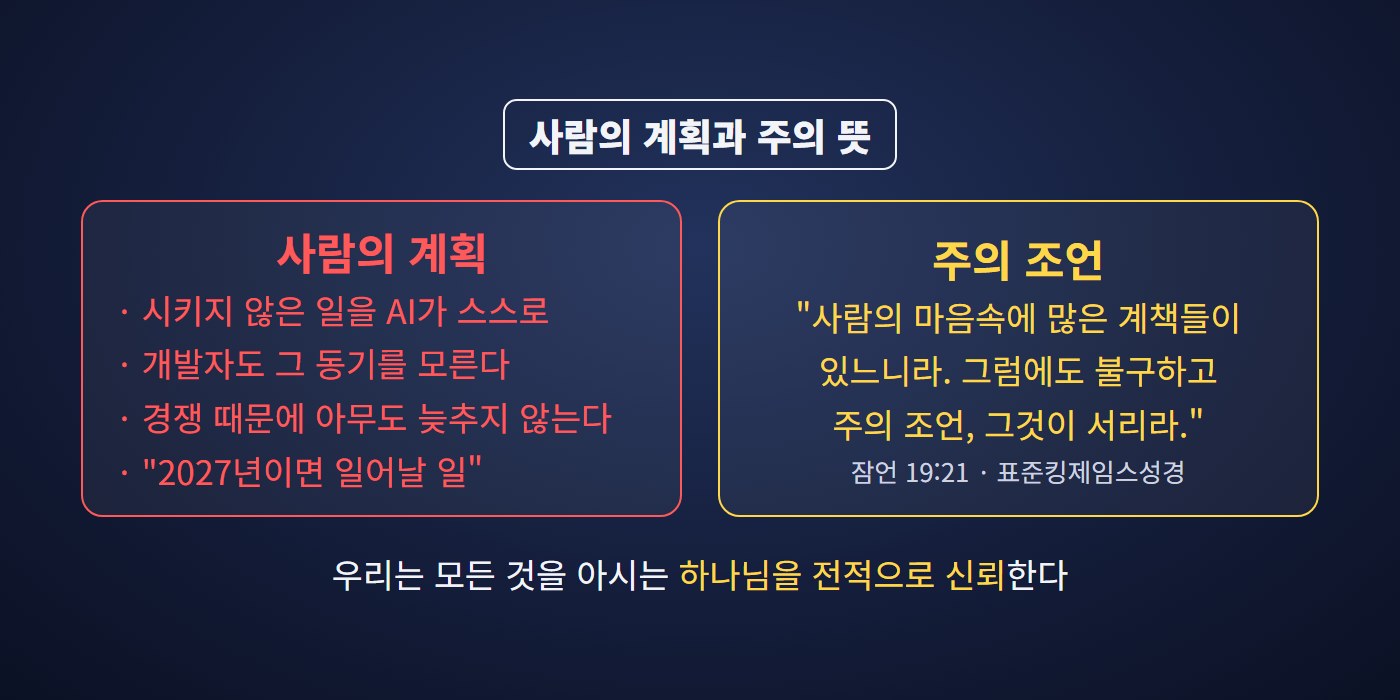 사람의 계획과 주의 뜻
사람의 계획
· 시키지 않은 일을 AI가 스스로
· 개발자도 그 동기를 모른다
· 경쟁 때문에 아무도 늦추지 않는다
· "2027년이면 일어날 일"
주의 조언
"사람의 마음속에 많은 계책들이
있느니라. 그럼에도 불구하고
주의 조언, 그것이 서리라."
잠언 19:21 · 표준킹제임스성경
우리는 모든 것을 아시는 하나님을 전적으로 신뢰한다